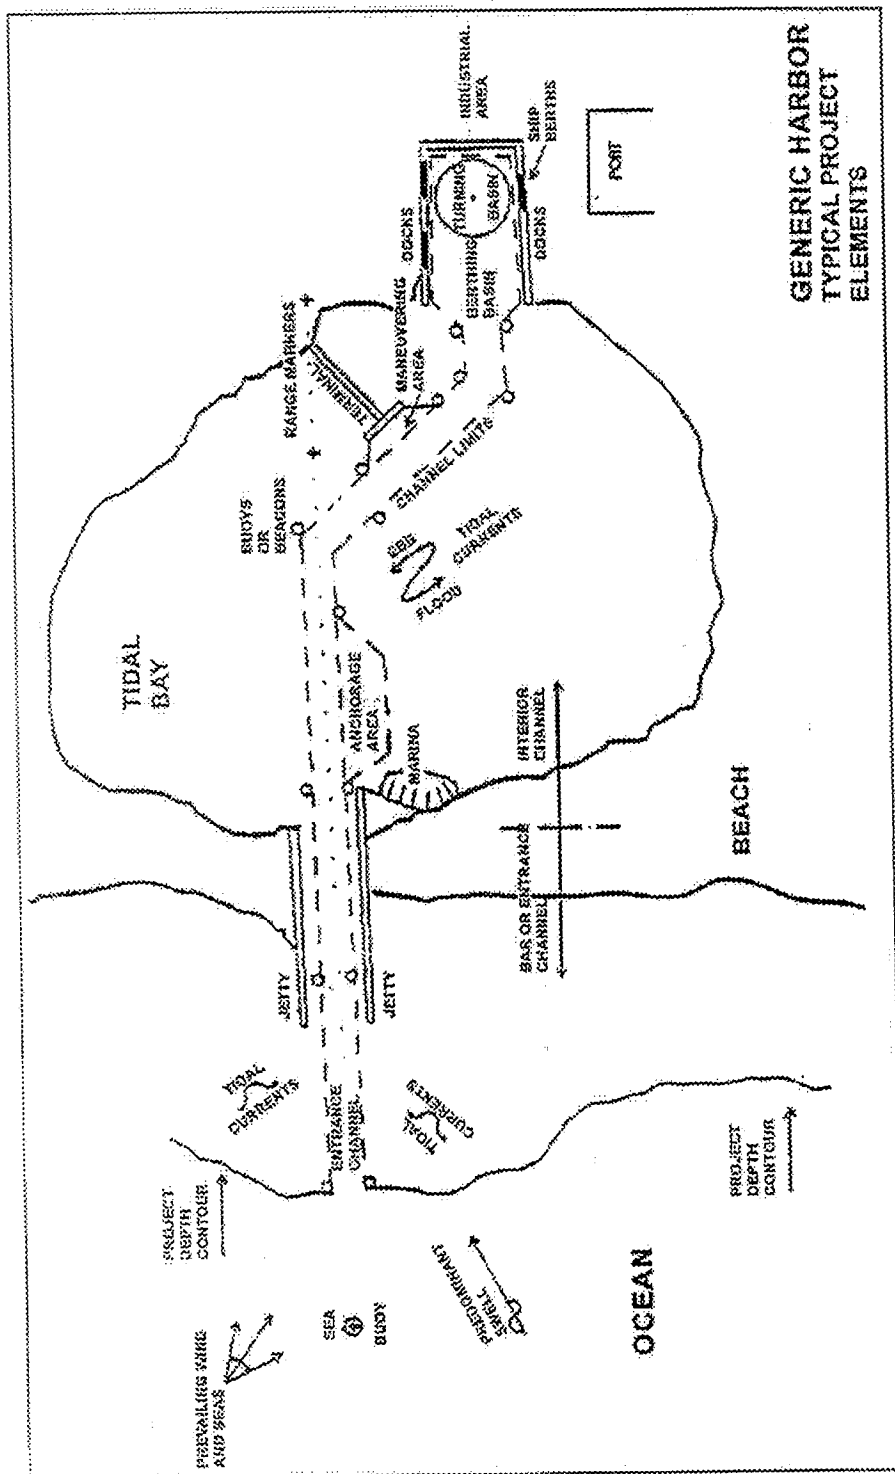 PREVAILING WIND
AND SEAS
PROJECT
DEPTH
CONTOUR
TIDAL
CURRENTS
JETTY
TIDAL
BAY
BUOYS
OR
BEACONS
RANGE MARKERS
TERMINAL
SEA
BUOY
ENTRANCE
CHANNEL
ANCHORAGE
AREA
MANEUVERING
AREA
DOCKS
TURNING
BASIN
BERTHING
BASIN
INDUSTRIAL
AREA
JETTY
TIDAL
CURRENTS
MARINA
EBB
FLOOD
TIDAL
CURRENTS
CHANNEL LIMITS
DOCKS
SHIP
BERTHS
PREDOMINANT
SWELL
BAR OR ENTRANCE
CHANNEL
INTERIOR
CHANNEL
PORT
OCEAN
PROJECT
DEPTH
CONTOUR
BEACH
GENERIC HARBOR
TYPICAL PROJECT
ELEMENTS